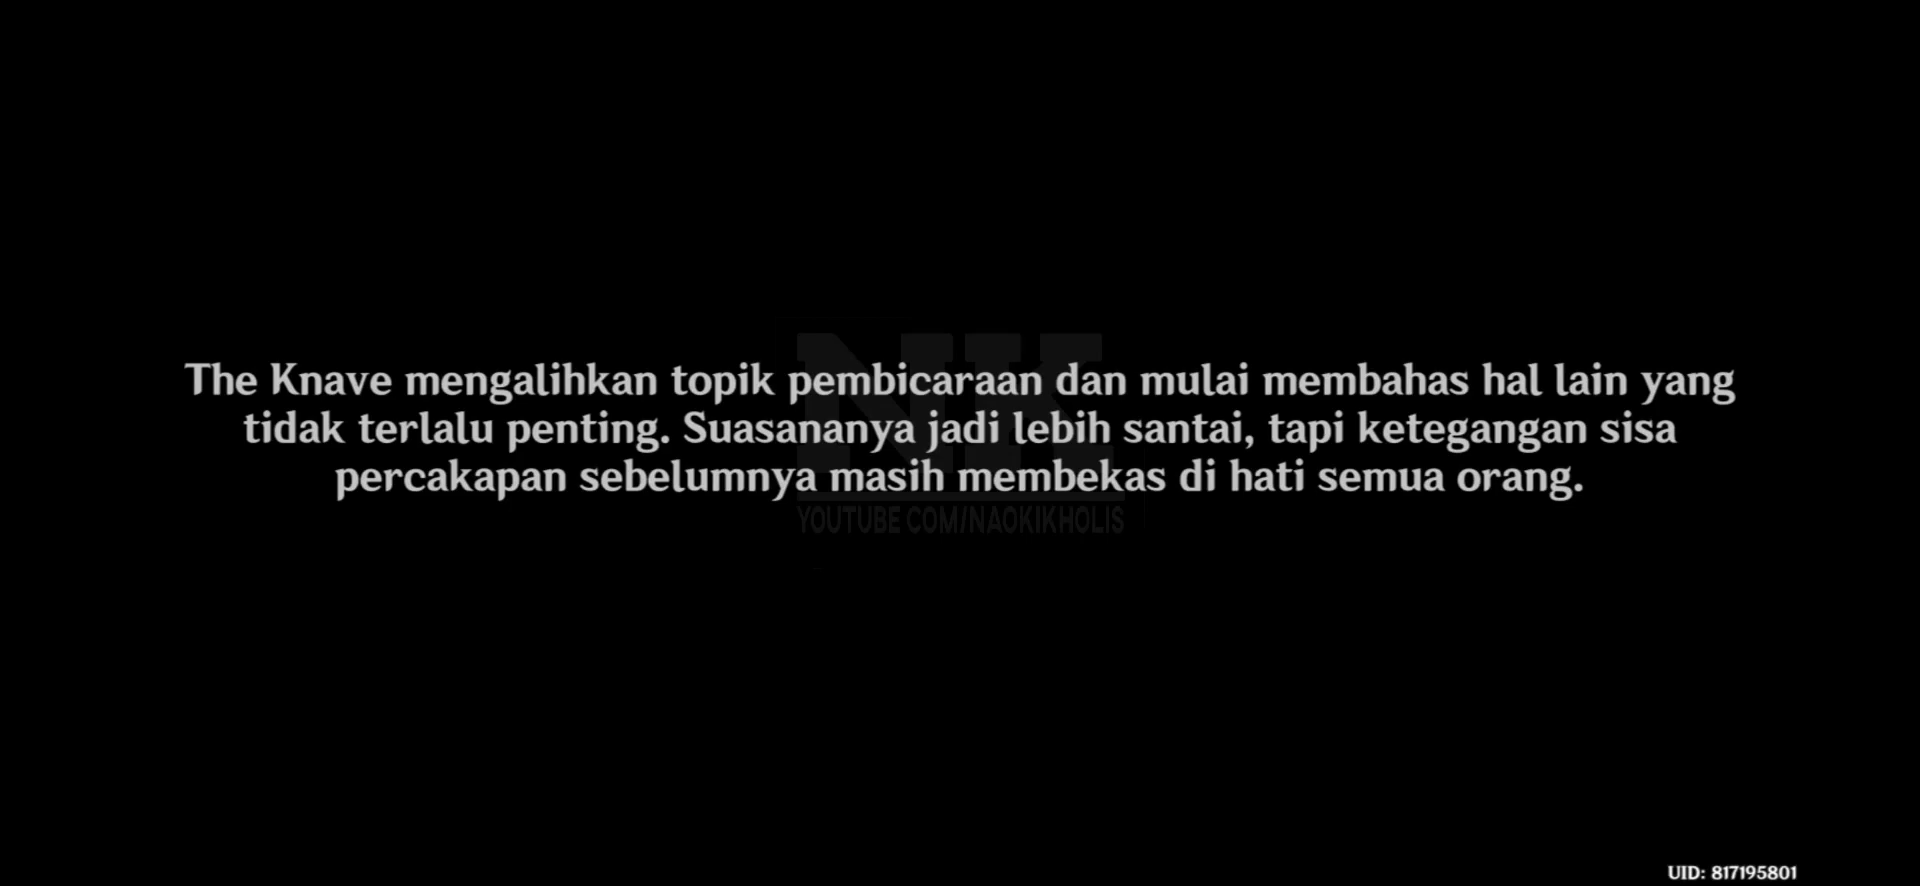 The Knave mengalihkan topik pembicaraan dan mulai membahas hal lain yang
tidak terlalu penting. Suasananya jadi lebih santai, tapi ketegangan sisa
percakapan sebelumnya masih membekas di hati semua orang.
NK
YOUTUBE.COM/NAOKIKHOLIS
UID: 817195801